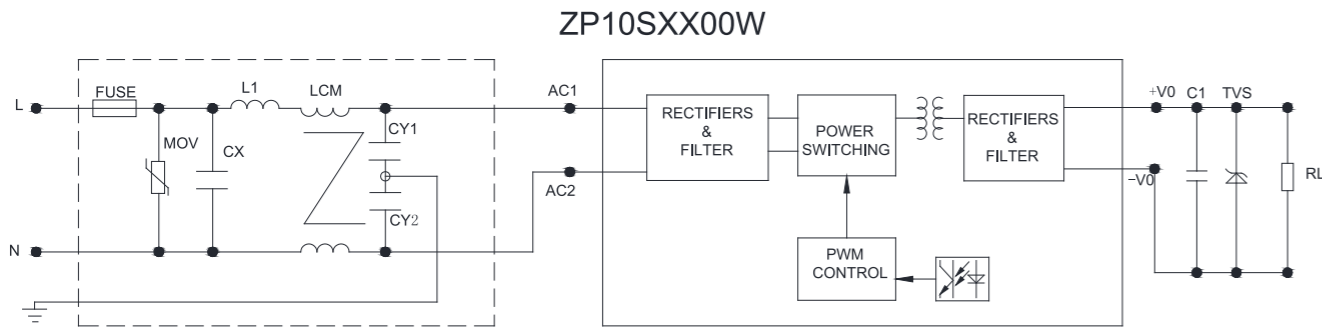 ZP10SXX00W
FUSE
L1
LCM
L
AC1
MOV
CX
CY1
CY2
N
AC2
RECTIFIERS
&
FILTER
POWER
SWITCHING
RECTIFIERS
&
FILTER
PWM
CONTROL
+V0
C1
TVS
−V0
RL